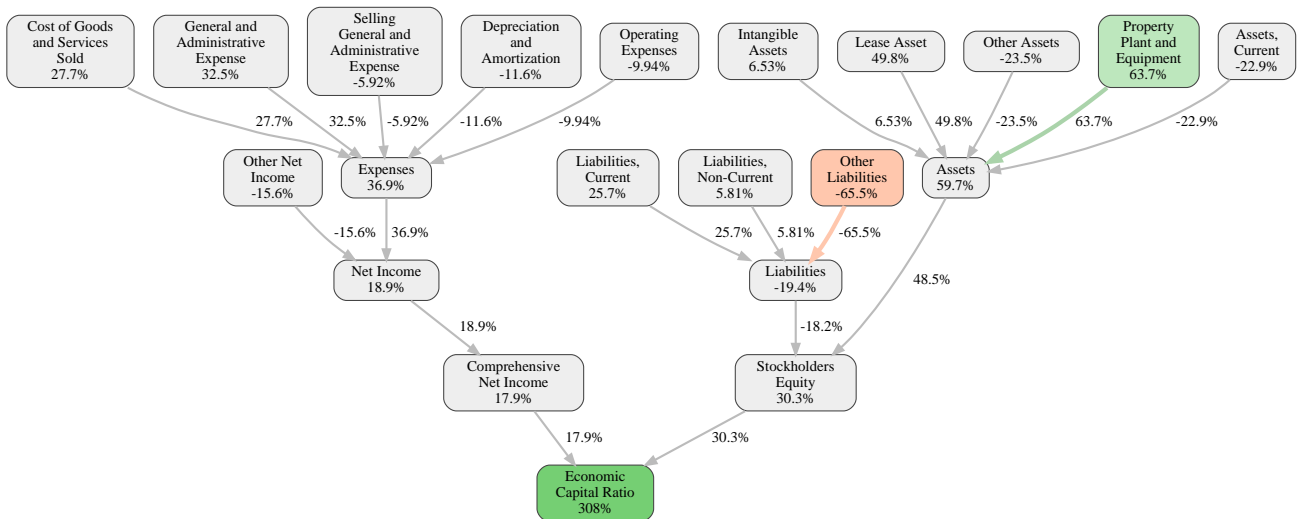 Cost of Goods
and Services
Sold
27.7%
General and
Administrative
Expense
32.5%
Selling
General and
Administrative
Expense
-5.92%
Depreciation
and
Amortization
-11.6%
Operating
Expenses
-9.94%
Intangible
Assets
6.53%
Lease Asset
49.8%
Other Assets
-23.5%
Property
Plant and
Equipment
63.7%
Assets,
Current
-22.9%
27.7%
32.5%
-5.92%
-11.6%
-9.94%
6.53%
49.8%
-23.5%
63.7%
-22.9%
Other Net
Income
-15.6%
Expenses
36.9%
Liabilities,
Current
25.7%
Liabilities,
Non-Current
5.81%
Other
Liabilities
-65.5%
Assets
59.7%
-15.6%
36.9%
25.7%
5.81%
-65.5%
48.5%
Net Income
18.9%
Liabilities
-19.4%
18.9%
-18.2%
Comprehensive
Net Income
17.9%
Stockholders
Equity
30.3%
17.9%
30.3%
Economic
Capital Ratio
308%